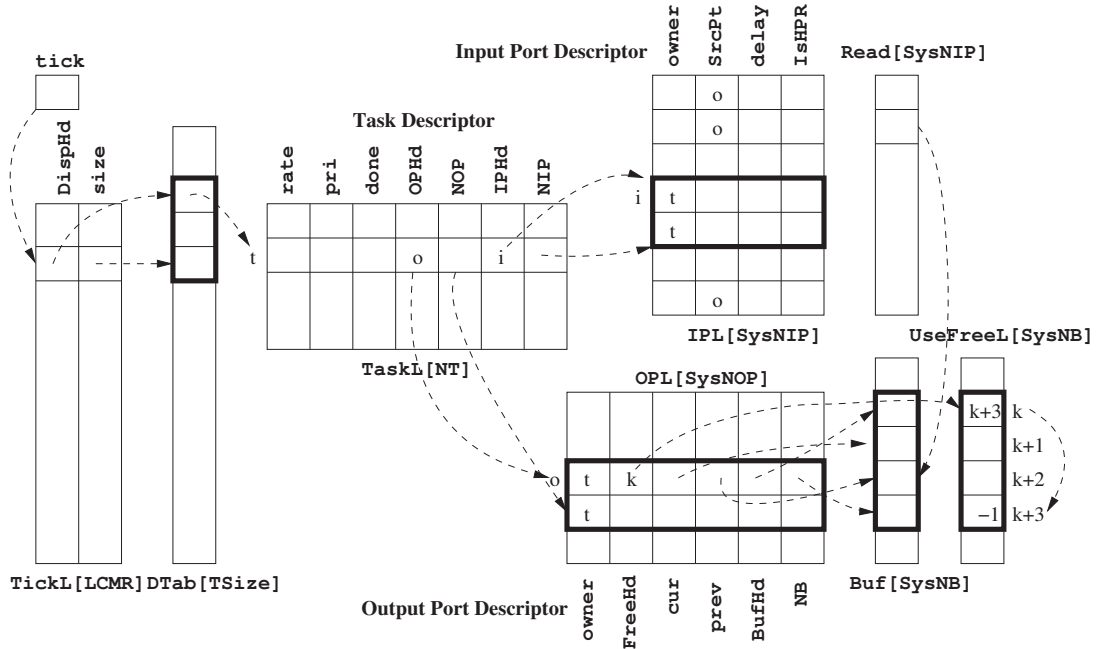 owner
SrcPt
delay
IsHPR
Input Port Descriptor
Read[SysNIP]
tick
o
Task Descriptor
o
DispHd
size
rate
pri
done
OPHd
NOP
IPHd
NIP
i
t
t
t
o
i
o
IPL[SysNIP]
UseFreeL[SysNB]
TaskL[NT]
OPL[SysNOP]
k+3
k
k+1
o
t
k
k+2
t
−1
k+3
TickL[LCMR]
DTab[TSize]
Buf[SysNB]
Output Port Descriptor
owner
FreeHd
cur
prev
BufHd
NB